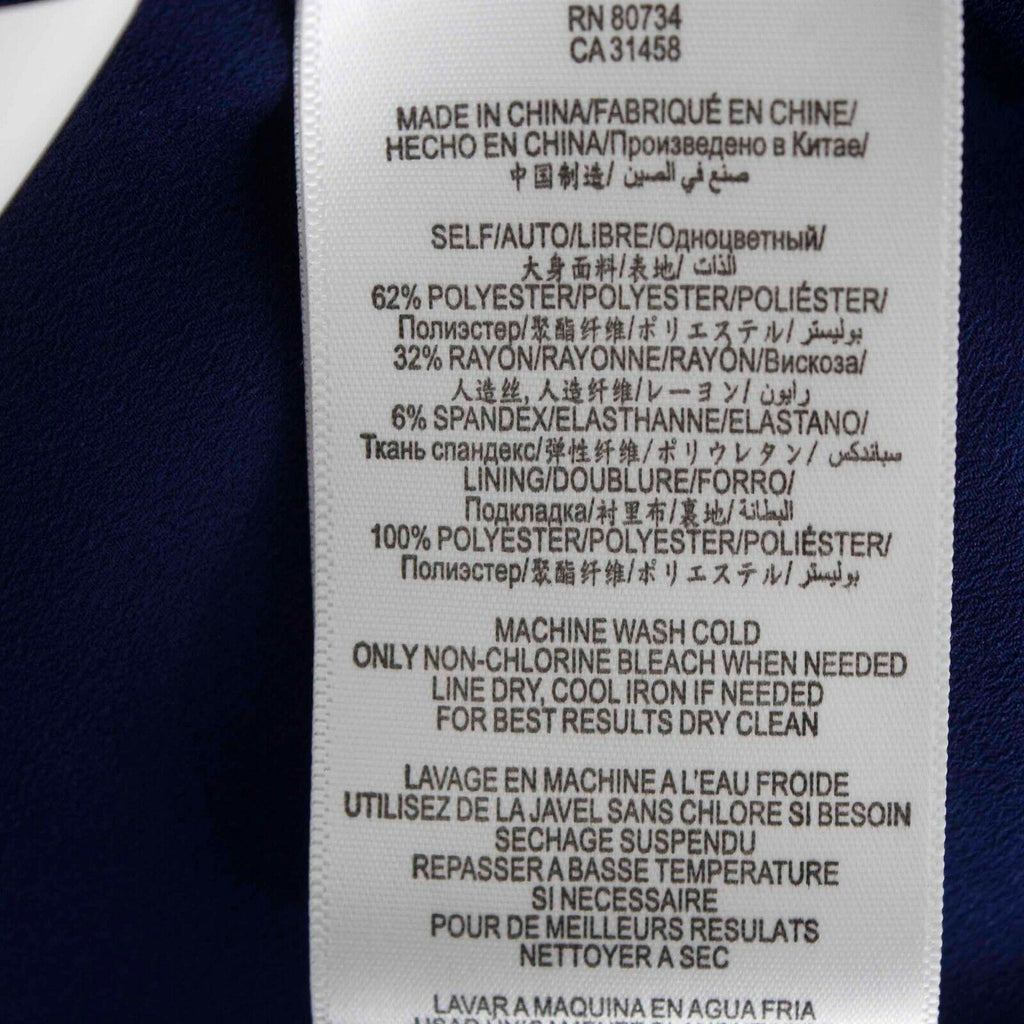 RN 80734
CA 31458
MADE IN CHINA/FABRIQUÉ EN CHINE/
HECHO EN CHINA/Произведено в Китае/
中国制造/ صنع في الصين
SELF/AUTO/LIBRE/Одноцветный/
大身面料/表地/ الذات
62% POLYESTER/POLYESTER/POLIÉSTER/
Полиэстер/聚酯纤维/ポリエステル/ بوليستر
32% RAYON/RAYONNE/RAYÓN/Вискоза/
人造丝, 人造纤维/レーヨン/ رايون
6% SPANDEX/ELASTHANNE/ELASTANO/
Ткань спандекс/弹性纤维/ポリウレタン/ سباندكس
LINING/DOUBLURE/FORRO/
Подкладка/衬里布/裏地/ البطانة
100% POLYESTER/POLYESTER/POLIÉSTER/
Полиэстер/聚酯纤维/ポリエステル/ بوليستر
MACHINE WASH COLD
ONLY NON-CHLORINE BLEACH WHEN NEEDED
LINE DRY, COOL IRON IF NEEDED
FOR BEST RESULTS DRY CLEAN
LAVAGE EN MACHINE A L'EAU FROIDE
UTILISEZ DE LA JAVEL SANS CHLORE SI BESOIN
SECHAGE SUSPENDU
REPASSER A BASSE TEMPERATURE
SI NECESSAIRE
POUR DE MEILLEURS RESULATS
NETTOYER A SEC
LAVAR A MAQUINA EN AGUA FRIA